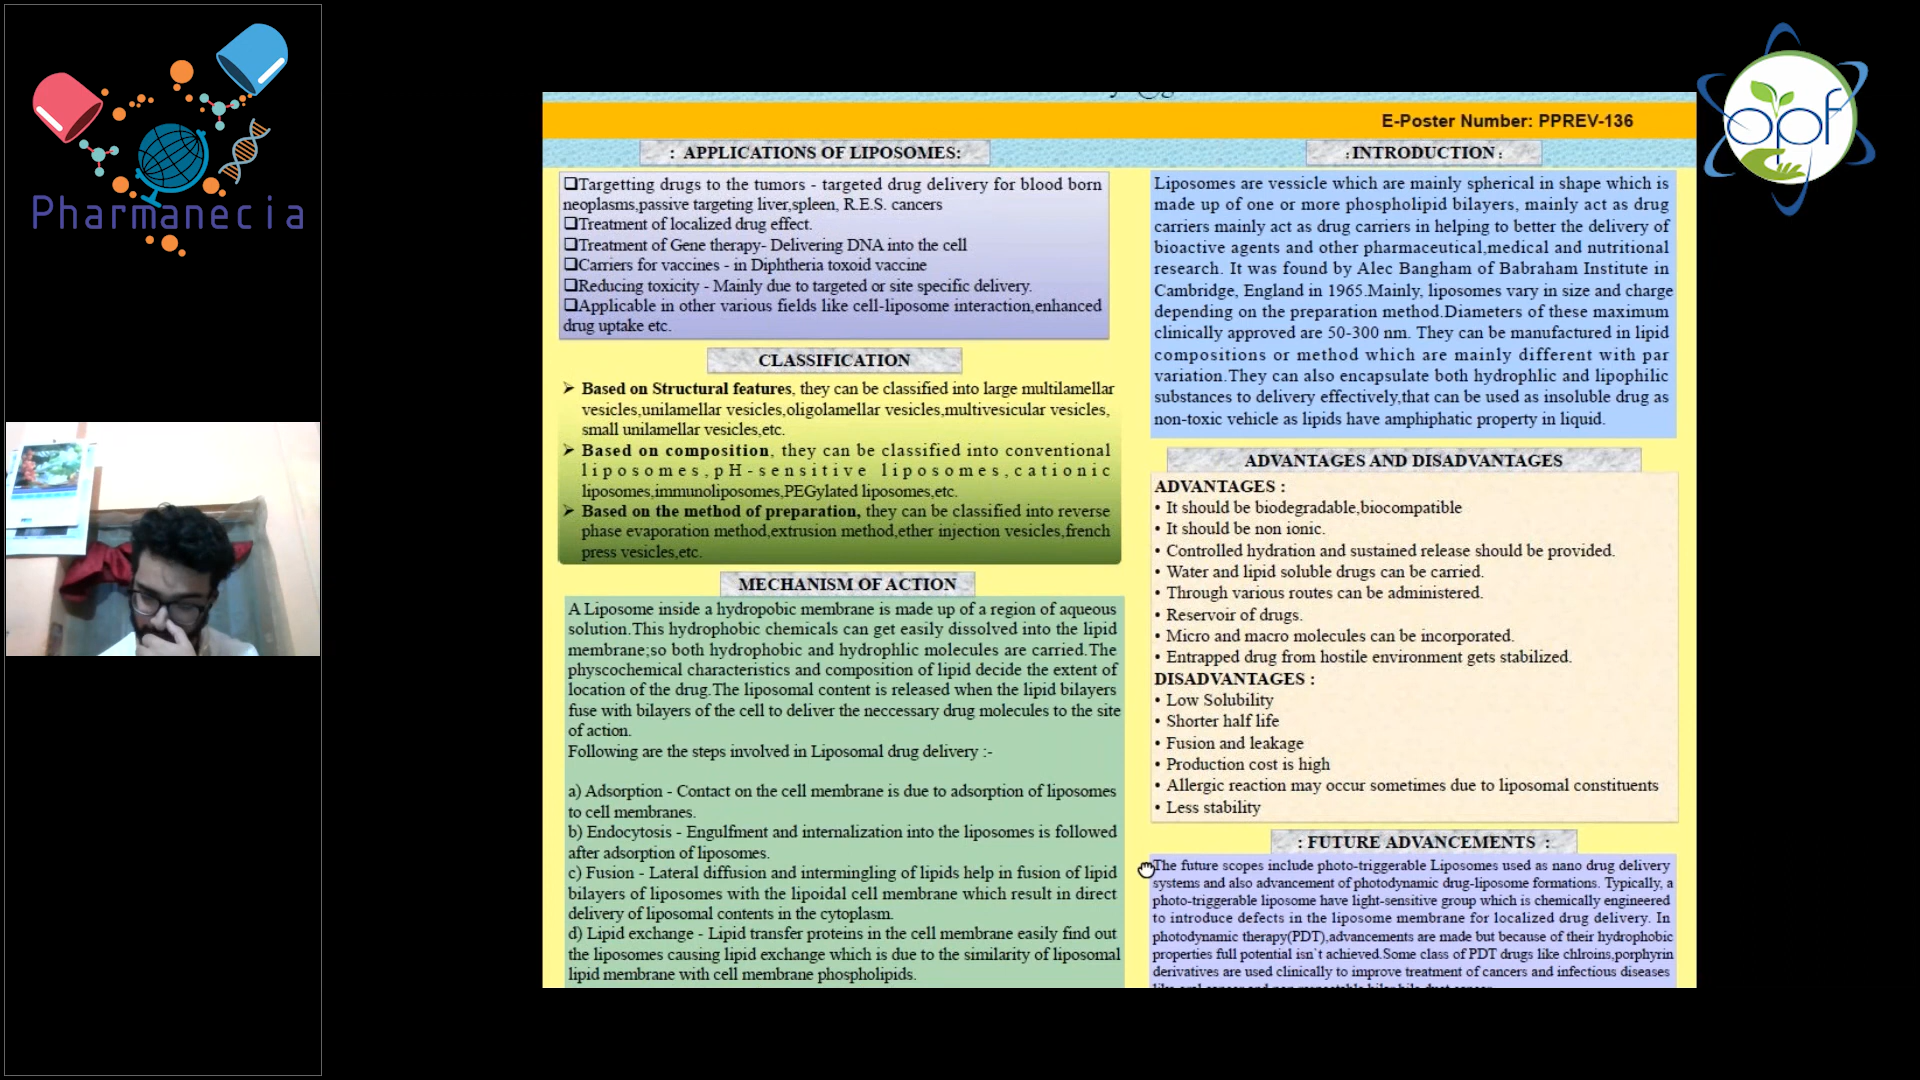 Pharmanecia
opf
E-Poster Number: PPREV-136
: APPLICATIONS OF LIPOSOMES:
❑Targetting drugs to the tumors - targeted drug delivery for blood born
neoplasms,passive targeting liver,spleen, R.E.S. cancers
❑Treatment of localized drug effect.
❑Treatment of Gene therapy- Delivering DNA into the cell
❑Carriers for vaccines - in Diphtheria toxoid vaccine
❑Reducing toxicity - Mainly due to targeted or site specific delivery.
❑Applicable in other various fields like cell-liposome interaction,enhanced
drug uptake etc.
CLASSIFICATION
➢ Based on Structural features, they can be classified into large multilamellar
vesicles,unilamellar vesicles,oligolamellar vesicles,multivesicular vesicles,
small unilamellar vesicles,etc.
➢ Based on composition, they can be classified into conventional
liposomes,pH-sensitive liposomes,cationic
liposomes,immunoliposomes,PEGylated liposomes,etc.
➢ Based on the method of preparation, they can be classified into reverse
phase evaporation method,extrusion method,ether injection vesicles,french
press vesicles,etc.
MECHANISM OF ACTION
A Liposome inside a hydropobic membrane is made up of a region of aqueous
solution.This hydrophobic chemicals can get easily dissolved into the lipid
membrane;so both hydrophobic and hydrophlic molecules are carried.The
physcochemical characteristics and composition of lipid decide the extent of
location of the drug.The liposomal content is released when the lipid bilayers
fuse with bilayers of the cell to deliver the neccessary drug molecules to the site
of action.
Following are the steps involved in Liposomal drug delivery :-
a) Adsorption - Contact on the cell membrane is due to adsorption of liposomes
to cell membranes.
b) Endocytosis - Engulfment and internalization into the liposomes is followed
after adsorption of liposomes.
c) Fusion - Lateral diffusion and intermingling of lipids help in fusion of lipid
bilayers of liposomes with the lipoidal cell membrane which result in direct
delivery of liposomal contents in the cytoplasm.
d) Lipid exchange - Lipid transfer proteins in the cell membrane easily find out
the liposomes causing lipid exchange which is due to the similarity of liposomal
lipid membrane with cell membrane phospholipids.
:INTRODUCTION:
Liposomes are vessicle which are mainly spherical in shape which is
made up of one or more phospholipid bilayers, mainly act as drug
carriers mainly act as drug carriers in helping to better the delivery of
bioactive agents and other pharmaceutical,medical and nutritional
research. It was found by Alec Bangham of Babraham Institute in
Cambridge, England in 1965.Mainly, liposomes vary in size and charge
depending on the preparation method.Diameters of these maximum
clinically approved are 50-300 nm. They can be manufactured in lipid
compositions or method which are mainly different with par
variation.They can also encapsulate both hydrophlic and lipophilic
substances to delivery effectively,that can be used as insoluble drug as
non-toxic vehicle as lipids have amphiphatic property in liquid.
ADVANTAGES AND DISADVANTAGES
ADVANTAGES :
• It should be biodegradable,biocompatible
• It should be non ionic.
• Controlled hydration and sustained release should be provided.
• Water and lipid soluble drugs can be carried.
• Through various routes can be administered.
• Reservoir of drugs.
• Micro and macro molecules can be incorporated.
• Entrapped drug from hostile environment gets stabilized.
DISADVANTAGES :
• Low Solubility
• Shorter half life
• Fusion and leakage
• Production cost is high
• Allergic reaction may occur sometimes due to liposomal constituents
• Less stability
: FUTURE ADVANCEMENTS :
The future scopes include photo-triggerable Liposomes used as nano drug delivery
systems and also advancement of photodynamic drug-liposome formations. Typically, a
photo-triggerable liposome have light-sensitive group which is chemically engineered
to introduce defects in the liposome membrane for localized drug delivery. In
photodynamic therapy(PDT),advancements are made but because of their hydrophobic
properties full potential isn't achieved.Some class of PDT drugs like chlroins,porphyrin
derivatives are used clinically to improve treatment of cancers and infectious diseases